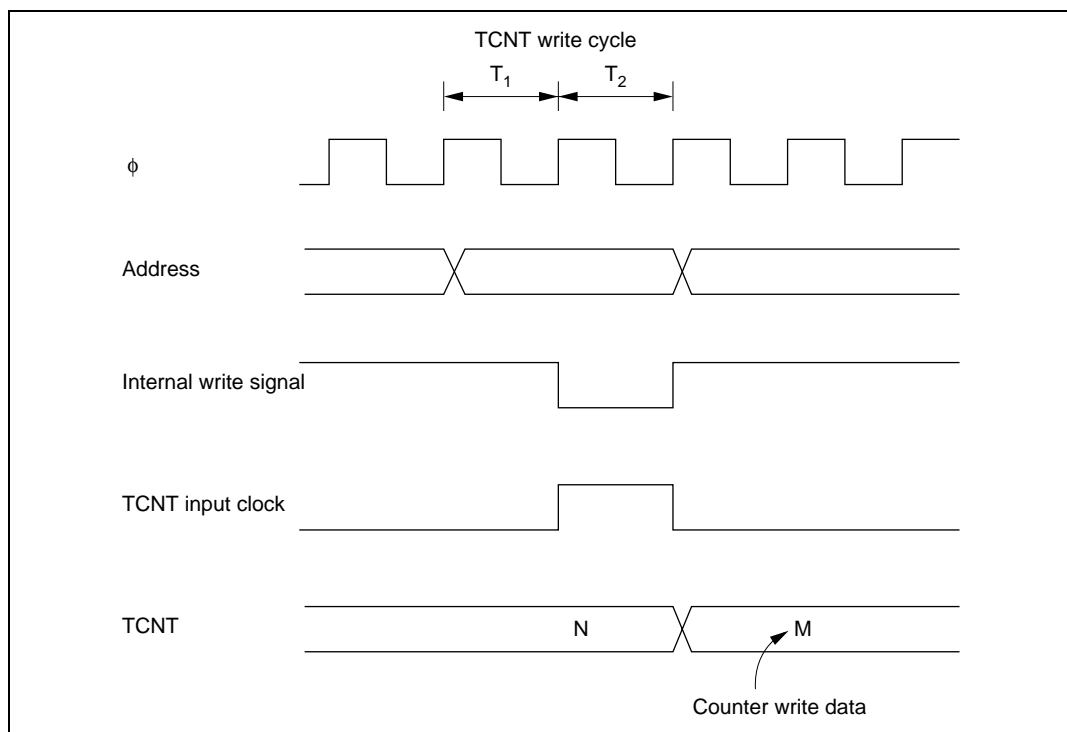 TCNT write cycle
T1 T2
ϕ
Address
Internal write signal
TCNT input clock
TCNT N M
Counter write data